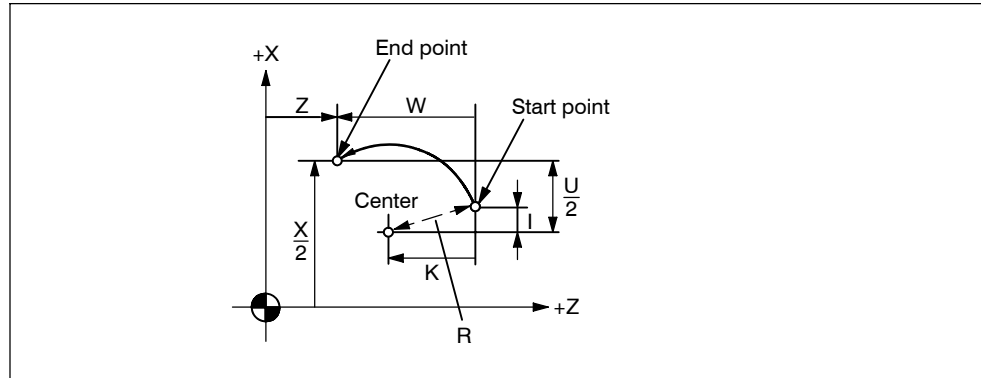 End point
+X
Z
W
Start point
U
2
Center
I
X
2
K
+Z
R